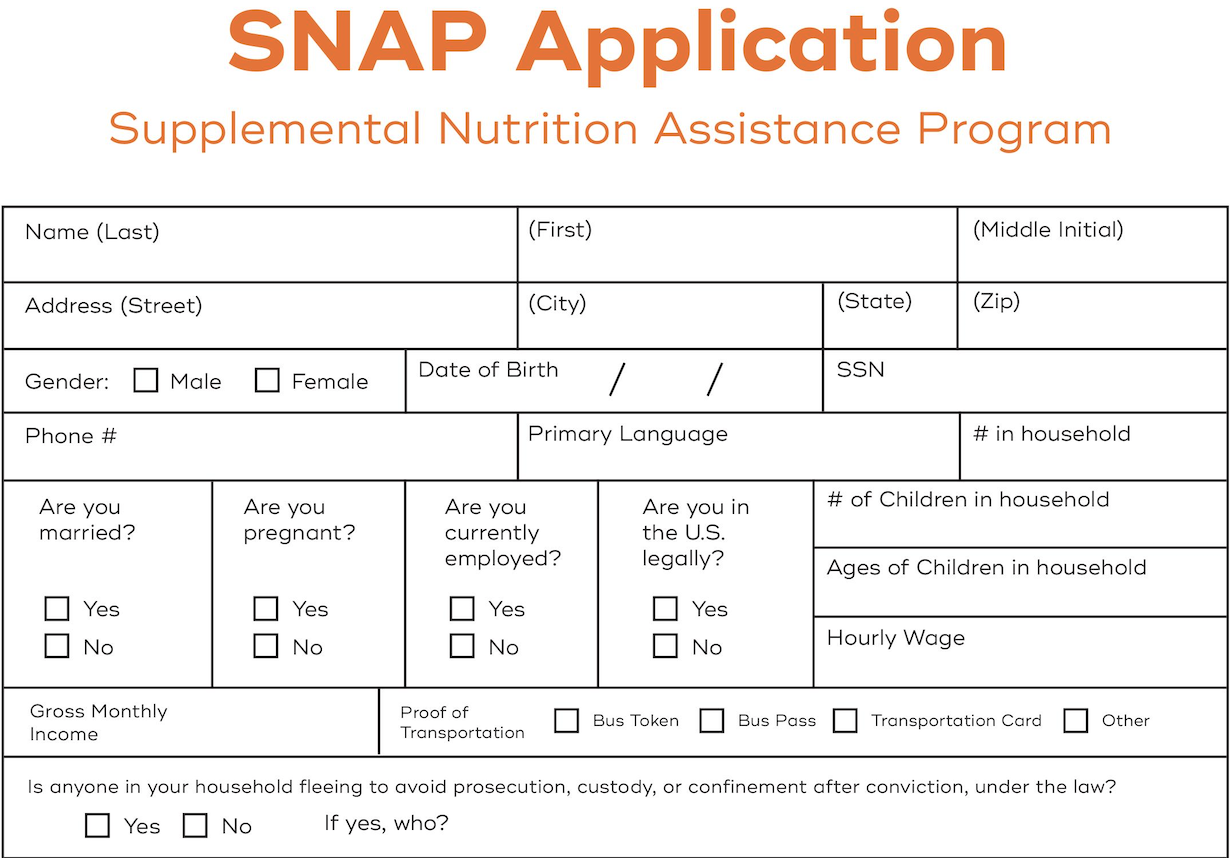 SNAP Application
Supplemental Nutrition Assistance Program
Name (Last)
(First)
(Middle Initial)
Address (Street)
(City)
(State)
(Zip)
Gender:
Male
Female
Date of Birth / /
SSN
Phone #
Primary Language
# in household
Are you
married?
Yes
No
Are you
pregnant?
Yes
No
Are you
currently
employed?
Yes
No
Are you in
the U.S.
legally?
Yes
No
# of Children in household
Ages of Children in household
Hourly Wage
Gross Monthly
Income
Proof of
Transportation
Bus Token
Bus Pass
Transportation Card
Other
Is anyone in your household fleeing to avoid prosecution, custody, or confinement after conviction, under the law?
Yes
No
If yes, who?